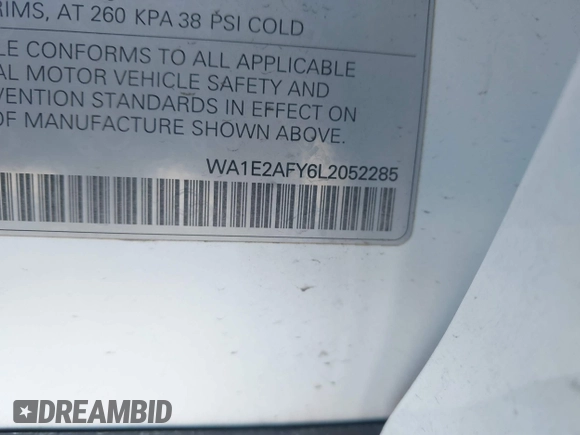 RIMS, AT 260 KPA 38 PSI COLD
LE CONFORMS TO ALL APPLICABLE
AL MOTOR VEHICLE SAFETY AND
VENTION STANDARDS IN EFFECT ON
OF MANUFACTURE SHOWN ABOVE.
WA1E2AFY6L2052285
DREAMBID